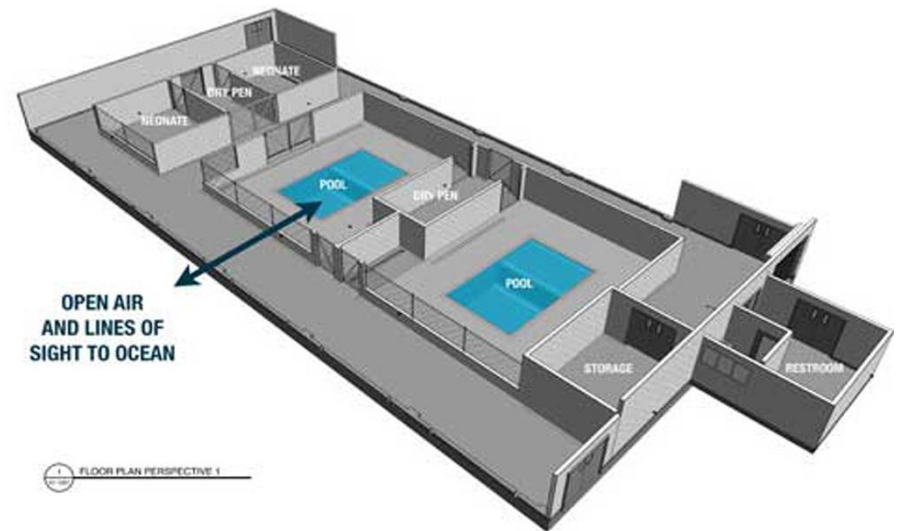 NEONATE
DRY PEN
NEONATE
POOL
DRY PEN
POOL
OPEN AIR
AND LINES OF
SIGHT TO OCEAN
STORAGE
RESTROOM
1
FLOOR PLAN PERSPECTIVE 1